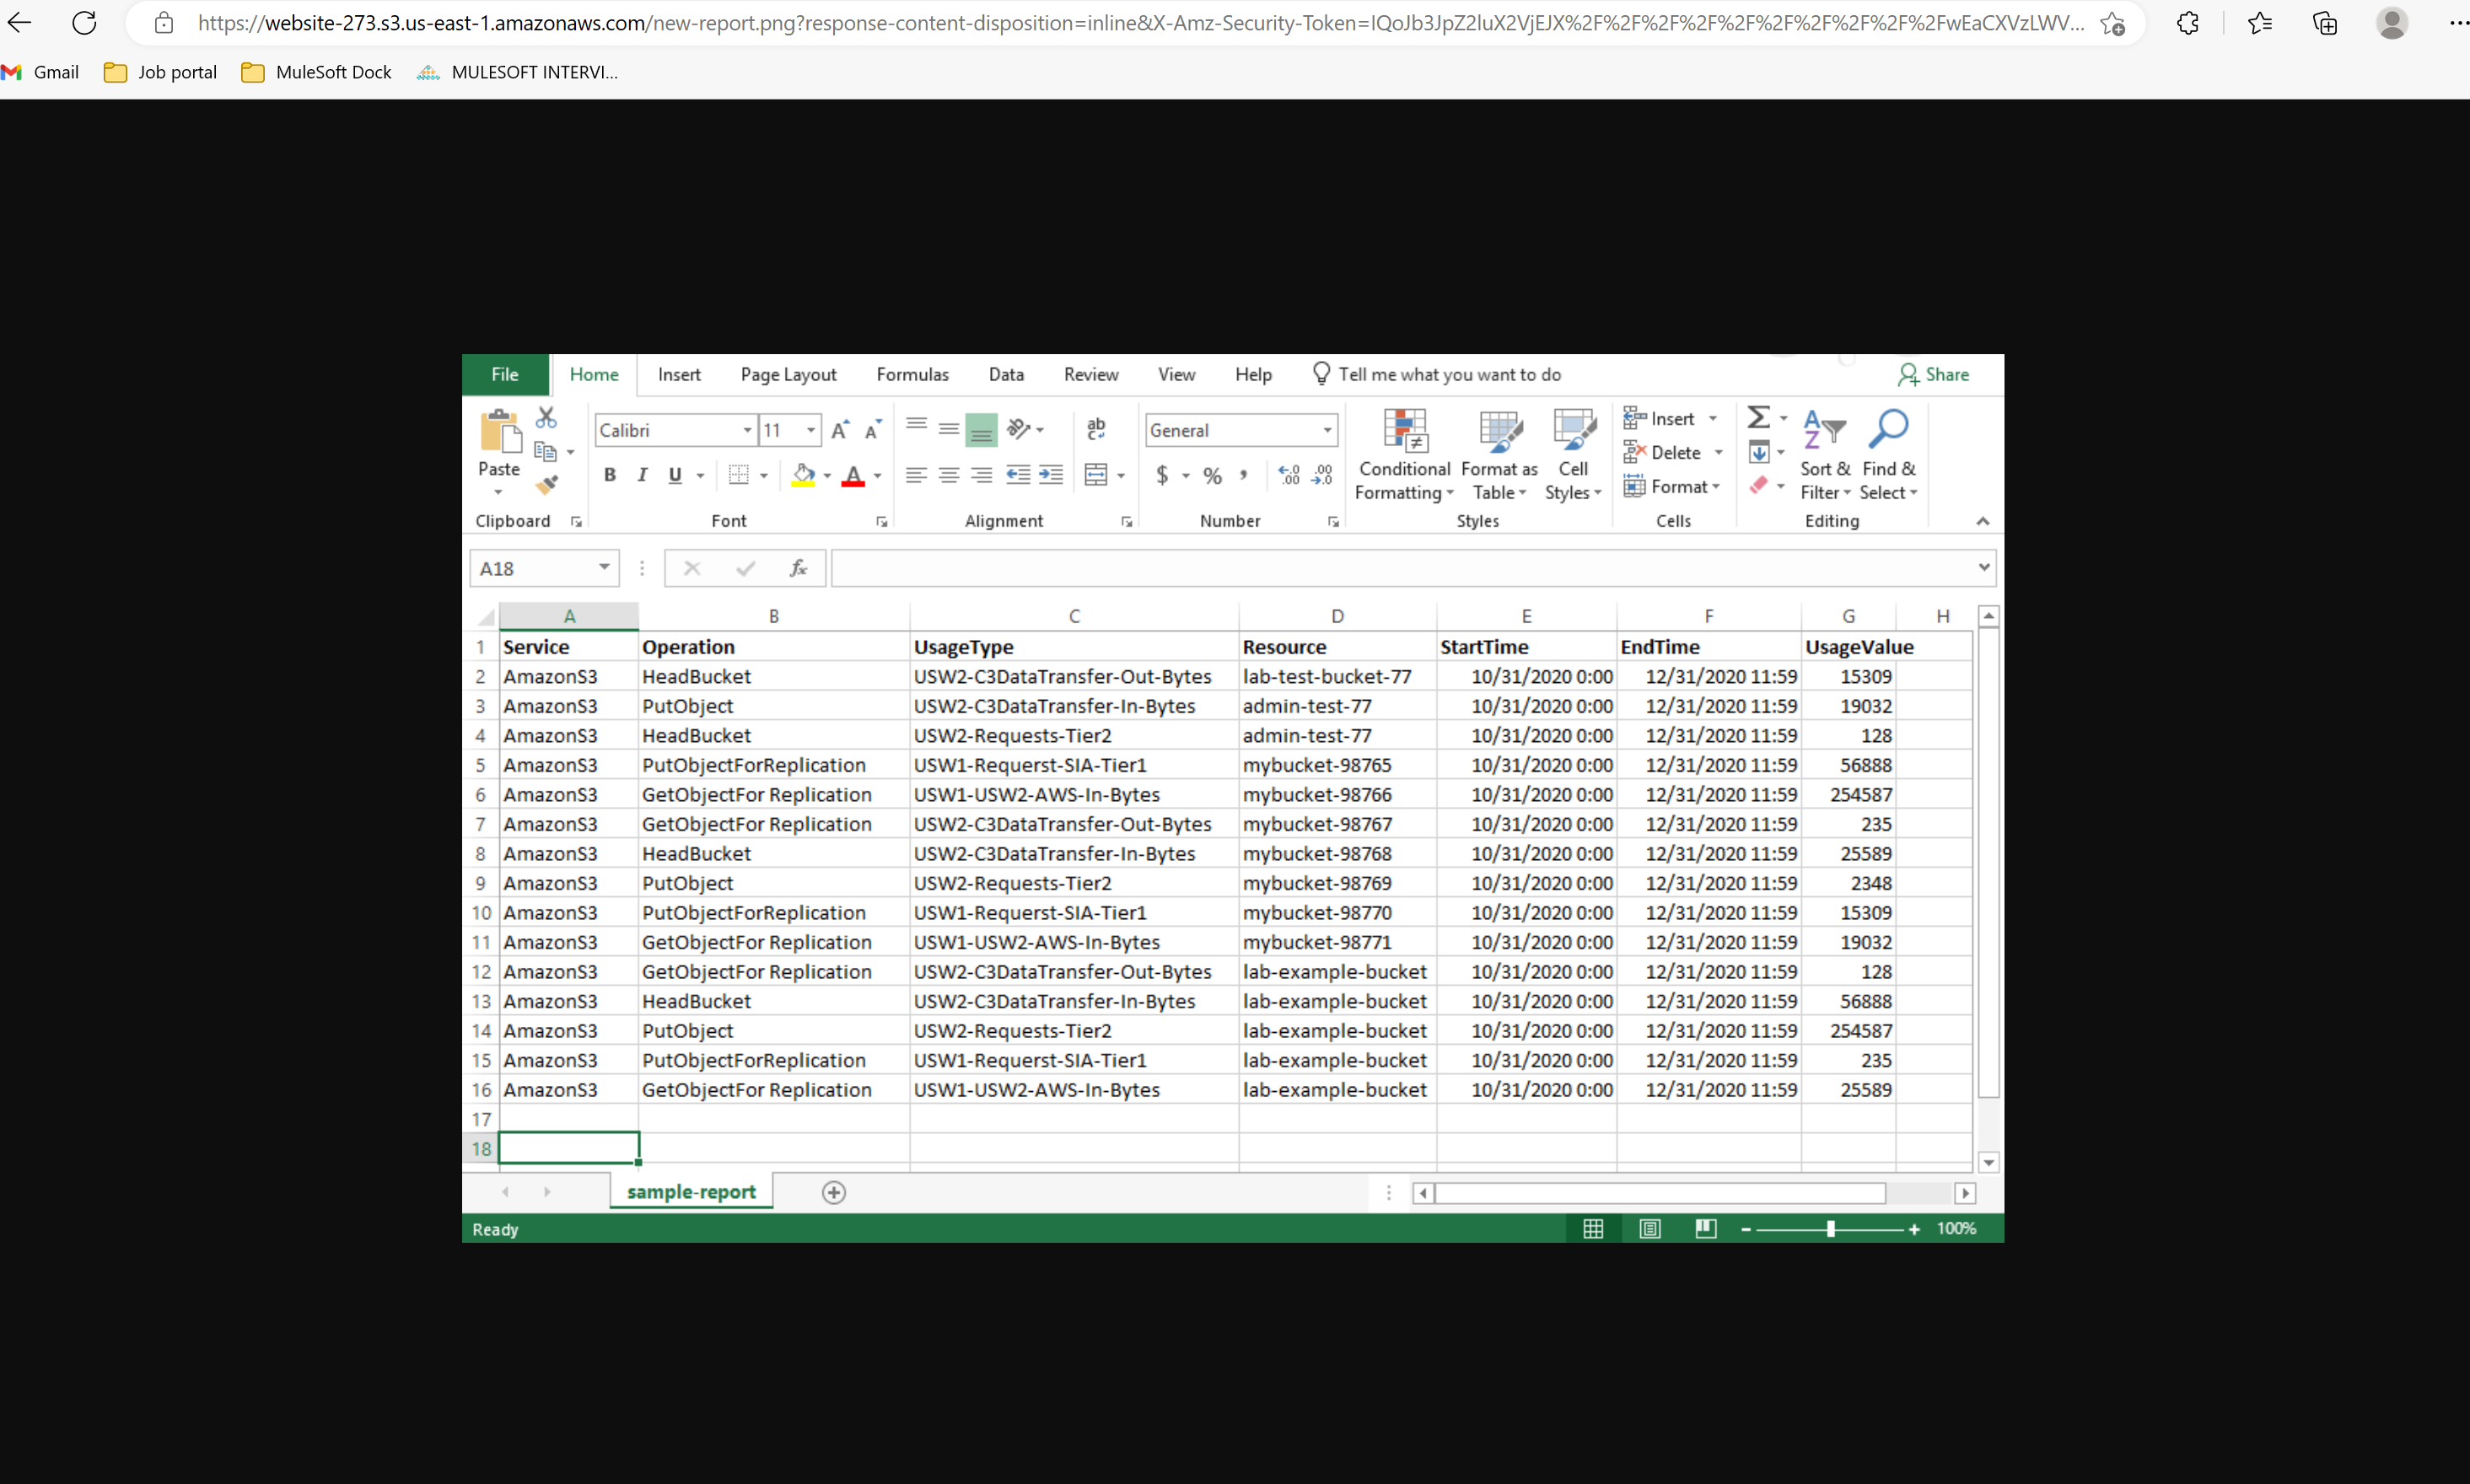 https://website-273.s3.us-east-1.amazonaws.com/new-report.png?response-content-disposition=inline&X-Amz-Security-Token=IQoJb3JpZ2luX2VjEJX%2F%2F%2F%2F%2F%2F%2F%2F%2F%2FwEaCXVzLWV...
Gmail Job portal MuleSoft Dock MULESOFT INTERVI...
File Home Insert Page Layout Formulas Data Review View Help Tell me what you want to do Share
Paste Calibri 11 General Conditional Formatting Format as Table Cell Styles Insert Delete Format Sort & Filter Find & Select
Clipboard Font Alignment Number Styles Cells Editing
A18 fx
A B C D E F G H
1 Service Operation UsageType Resource StartTime EndTime UsageValue
2 AmazonS3 HeadBucket USW2-C3DataTransfer-Out-Bytes lab-test-bucket-77 10/31/2020 0:00 12/31/2020 11:59 15309
3 AmazonS3 PutObject USW2-C3DataTransfer-In-Bytes admin-test-77 10/31/2020 0:00 12/31/2020 11:59 19032
4 AmazonS3 HeadBucket USW2-Requests-Tier2 admin-test-77 10/31/2020 0:00 12/31/2020 11:59 128
5 AmazonS3 PutObjectForReplication USW1-Requerst-SIA-Tier1 mybucket-98765 10/31/2020 0:00 12/31/2020 11:59 56888
6 AmazonS3 GetObjectFor Replication USW1-USW2-AWS-In-Bytes mybucket-98766 10/31/2020 0:00 12/31/2020 11:59 254587
7 AmazonS3 GetObjectFor Replication USW2-C3DataTransfer-Out-Bytes mybucket-98767 10/31/2020 0:00 12/31/2020 11:59 235
8 AmazonS3 HeadBucket USW2-C3DataTransfer-In-Bytes mybucket-98768 10/31/2020 0:00 12/31/2020 11:59 25589
9 AmazonS3 PutObject USW2-Requests-Tier2 mybucket-98769 10/31/2020 0:00 12/31/2020 11:59 2348
10 AmazonS3 PutObjectForReplication USW1-Requerst-SIA-Tier1 mybucket-98770 10/31/2020 0:00 12/31/2020 11:59 15309
11 AmazonS3 GetObjectFor Replication USW1-USW2-AWS-In-Bytes mybucket-98771 10/31/2020 0:00 12/31/2020 11:59 19032
12 AmazonS3 GetObjectFor Replication USW2-C3DataTransfer-Out-Bytes lab-example-bucket 10/31/2020 0:00 12/31/2020 11:59 128
13 AmazonS3 HeadBucket USW2-C3DataTransfer-In-Bytes lab-example-bucket 10/31/2020 0:00 12/31/2020 11:59 56888
14 AmazonS3 PutObject USW2-Requests-Tier2 lab-example-bucket 10/31/2020 0:00 12/31/2020 11:59 254587
15 AmazonS3 PutObjectForReplication USW1-Requerst-SIA-Tier1 lab-example-bucket 10/31/2020 0:00 12/31/2020 11:59 235
16 AmazonS3 GetObjectFor Replication USW1-USW2-AWS-In-Bytes lab-example-bucket 10/31/2020 0:00 12/31/2020 11:59 25589
17
18
sample-report
Ready 100%